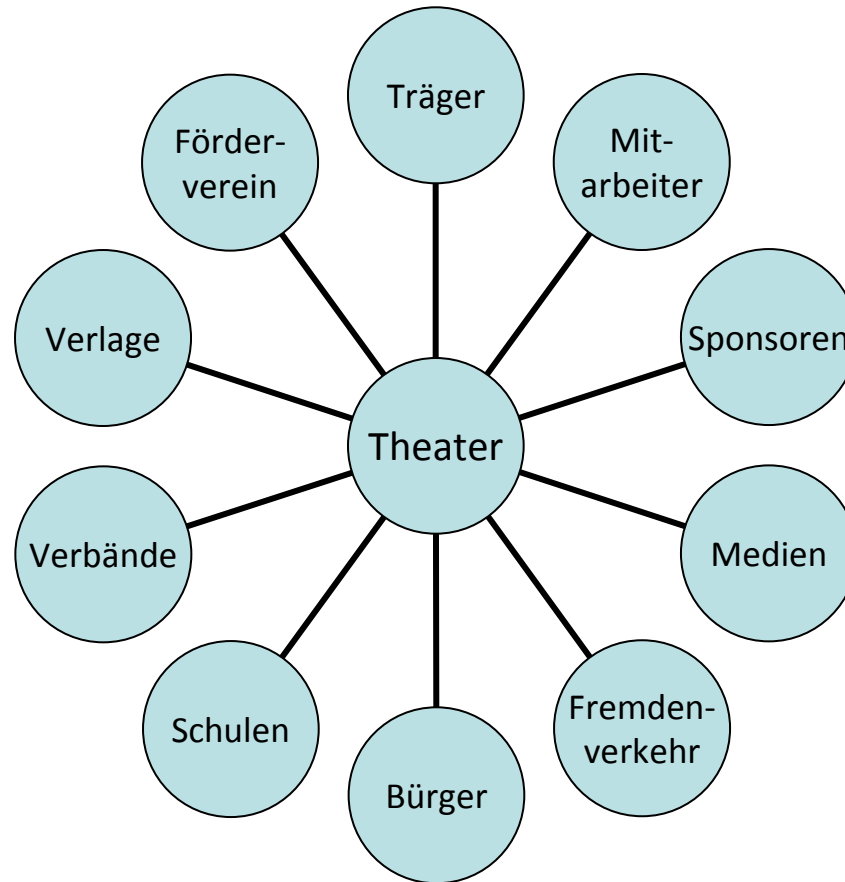 Träger
Förder-
verein
Mit-
arbeiter
Verlage
Sponsoren
Theater
Verbände
Medien
Schulen
Fremden-
verkehr
Bürger